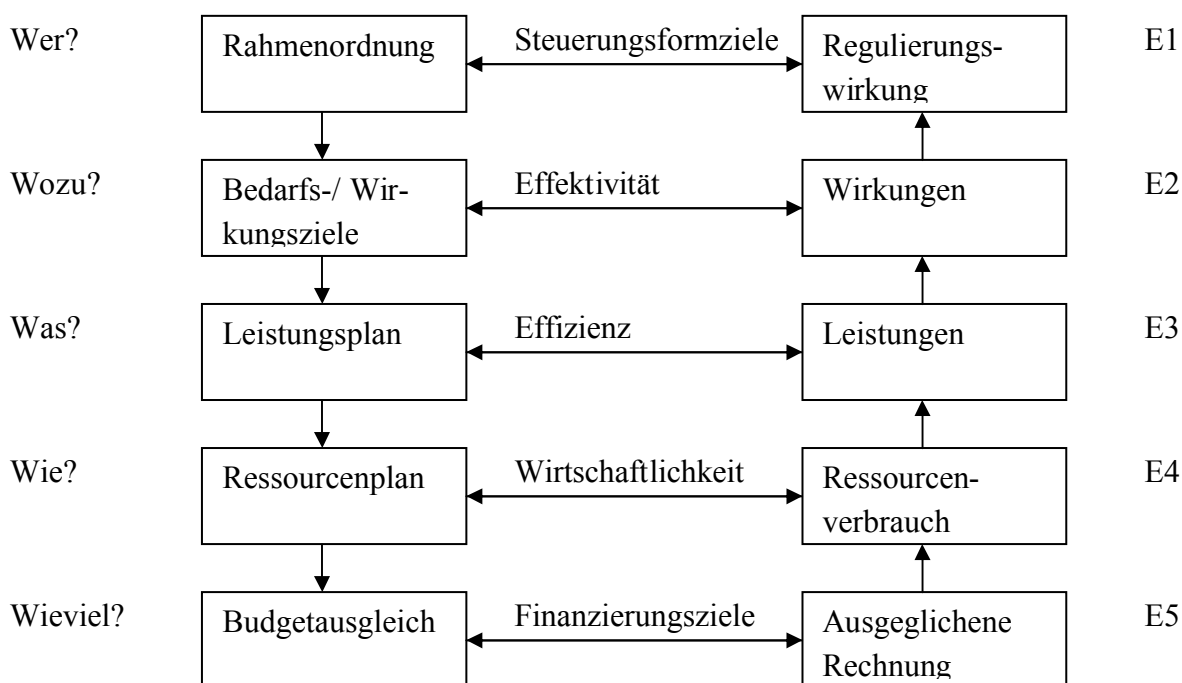 Wer? Rahmenordnung Steuerungsformziele Regulierungs- E1
wirkung
Wozu? Bedarfs-/ Wir- Effektivität Wirkungen E2
kungsziele
Was? Leistungsplan Effizienz Leistungen E3
Wie? Ressourcenplan Wirtschaftlichkeit Ressourcen- E4
verbrauch
Wieviel? Budgetausgleich Finanzierungsziele Ausgeglichene E5
Rechnung